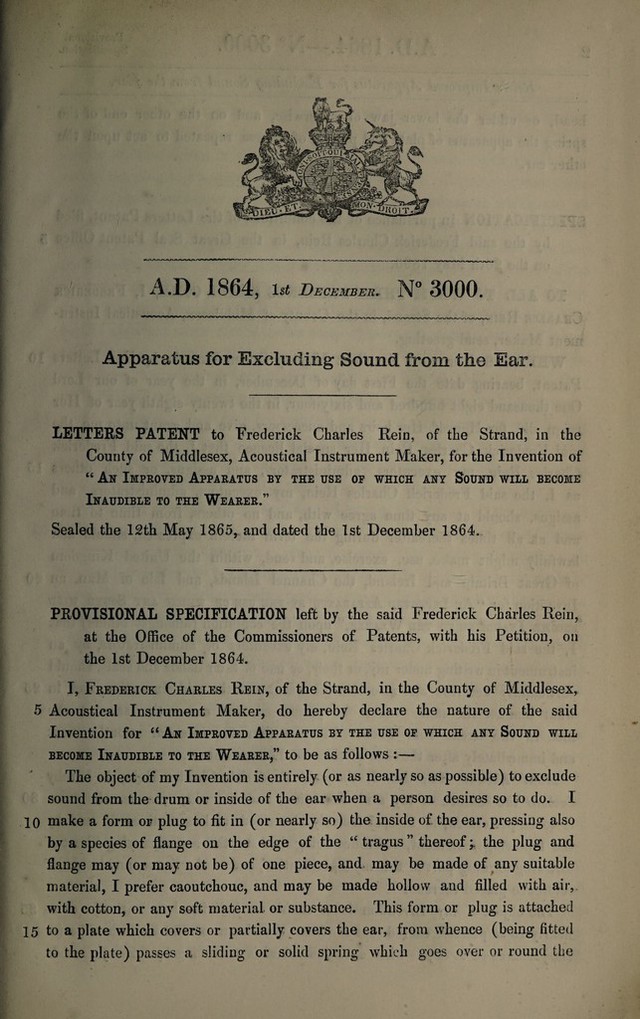 DIEU·ET· MON·DROIT.
A.D. 1864, 1st DECEMBER. N° 3000.
Apparatus for Excluding Sound from the Ear.
LETTERS PATENT to Frederick Charles Rein, of the Strand, in the
County of Middlesex, Acoustical Instrument Maker, for the Invention of
“AN IMPROVED APPARATUS BY THE USE OF WHICH ANY SOUND WILL BECOME
INAUDIBLE TO THE WEARER.”
Sealed the 12th May 1865, and dated the 1st December 1864.
PROVISIONAL SPECIFICATION left by the said Frederick Charles Rein,
at the Office of the Commissioners of Patents, with his Petition, on
the 1st December 1864.
I, FREDERICK CHARLES REIN, of the Strand, in the County of Middlesex,
5 Acoustical Instrument Maker, do hereby declare the nature of the said
Invention for “AN IMPROVED APPARATUS BY THE USE OF WHICH ANY SOUND WILL
BECOME INAUDIBLE TO THE WEARER,” to be as follows :—
The object of my Invention is entirely (or as nearly so as possible) to exclude
sound from the drum or inside of the ear when a person desires so to do. I
10 make a form or plug to fit in (or nearly so) the inside of the ear, pressing also
by a species of flange on the edge of the “tragus” thereof; the plug and
flange may (or may not be) of one piece, and may be made of any suitable
material, I prefer caoutchouc, and may be made hollow and filled with air,
with cotton, or any soft material or substance. This form or plug is attached
15 to a plate which covers or partially covers the ear, from whence (being fitted
to the plate) passes a sliding or solid spring which goes over or round the